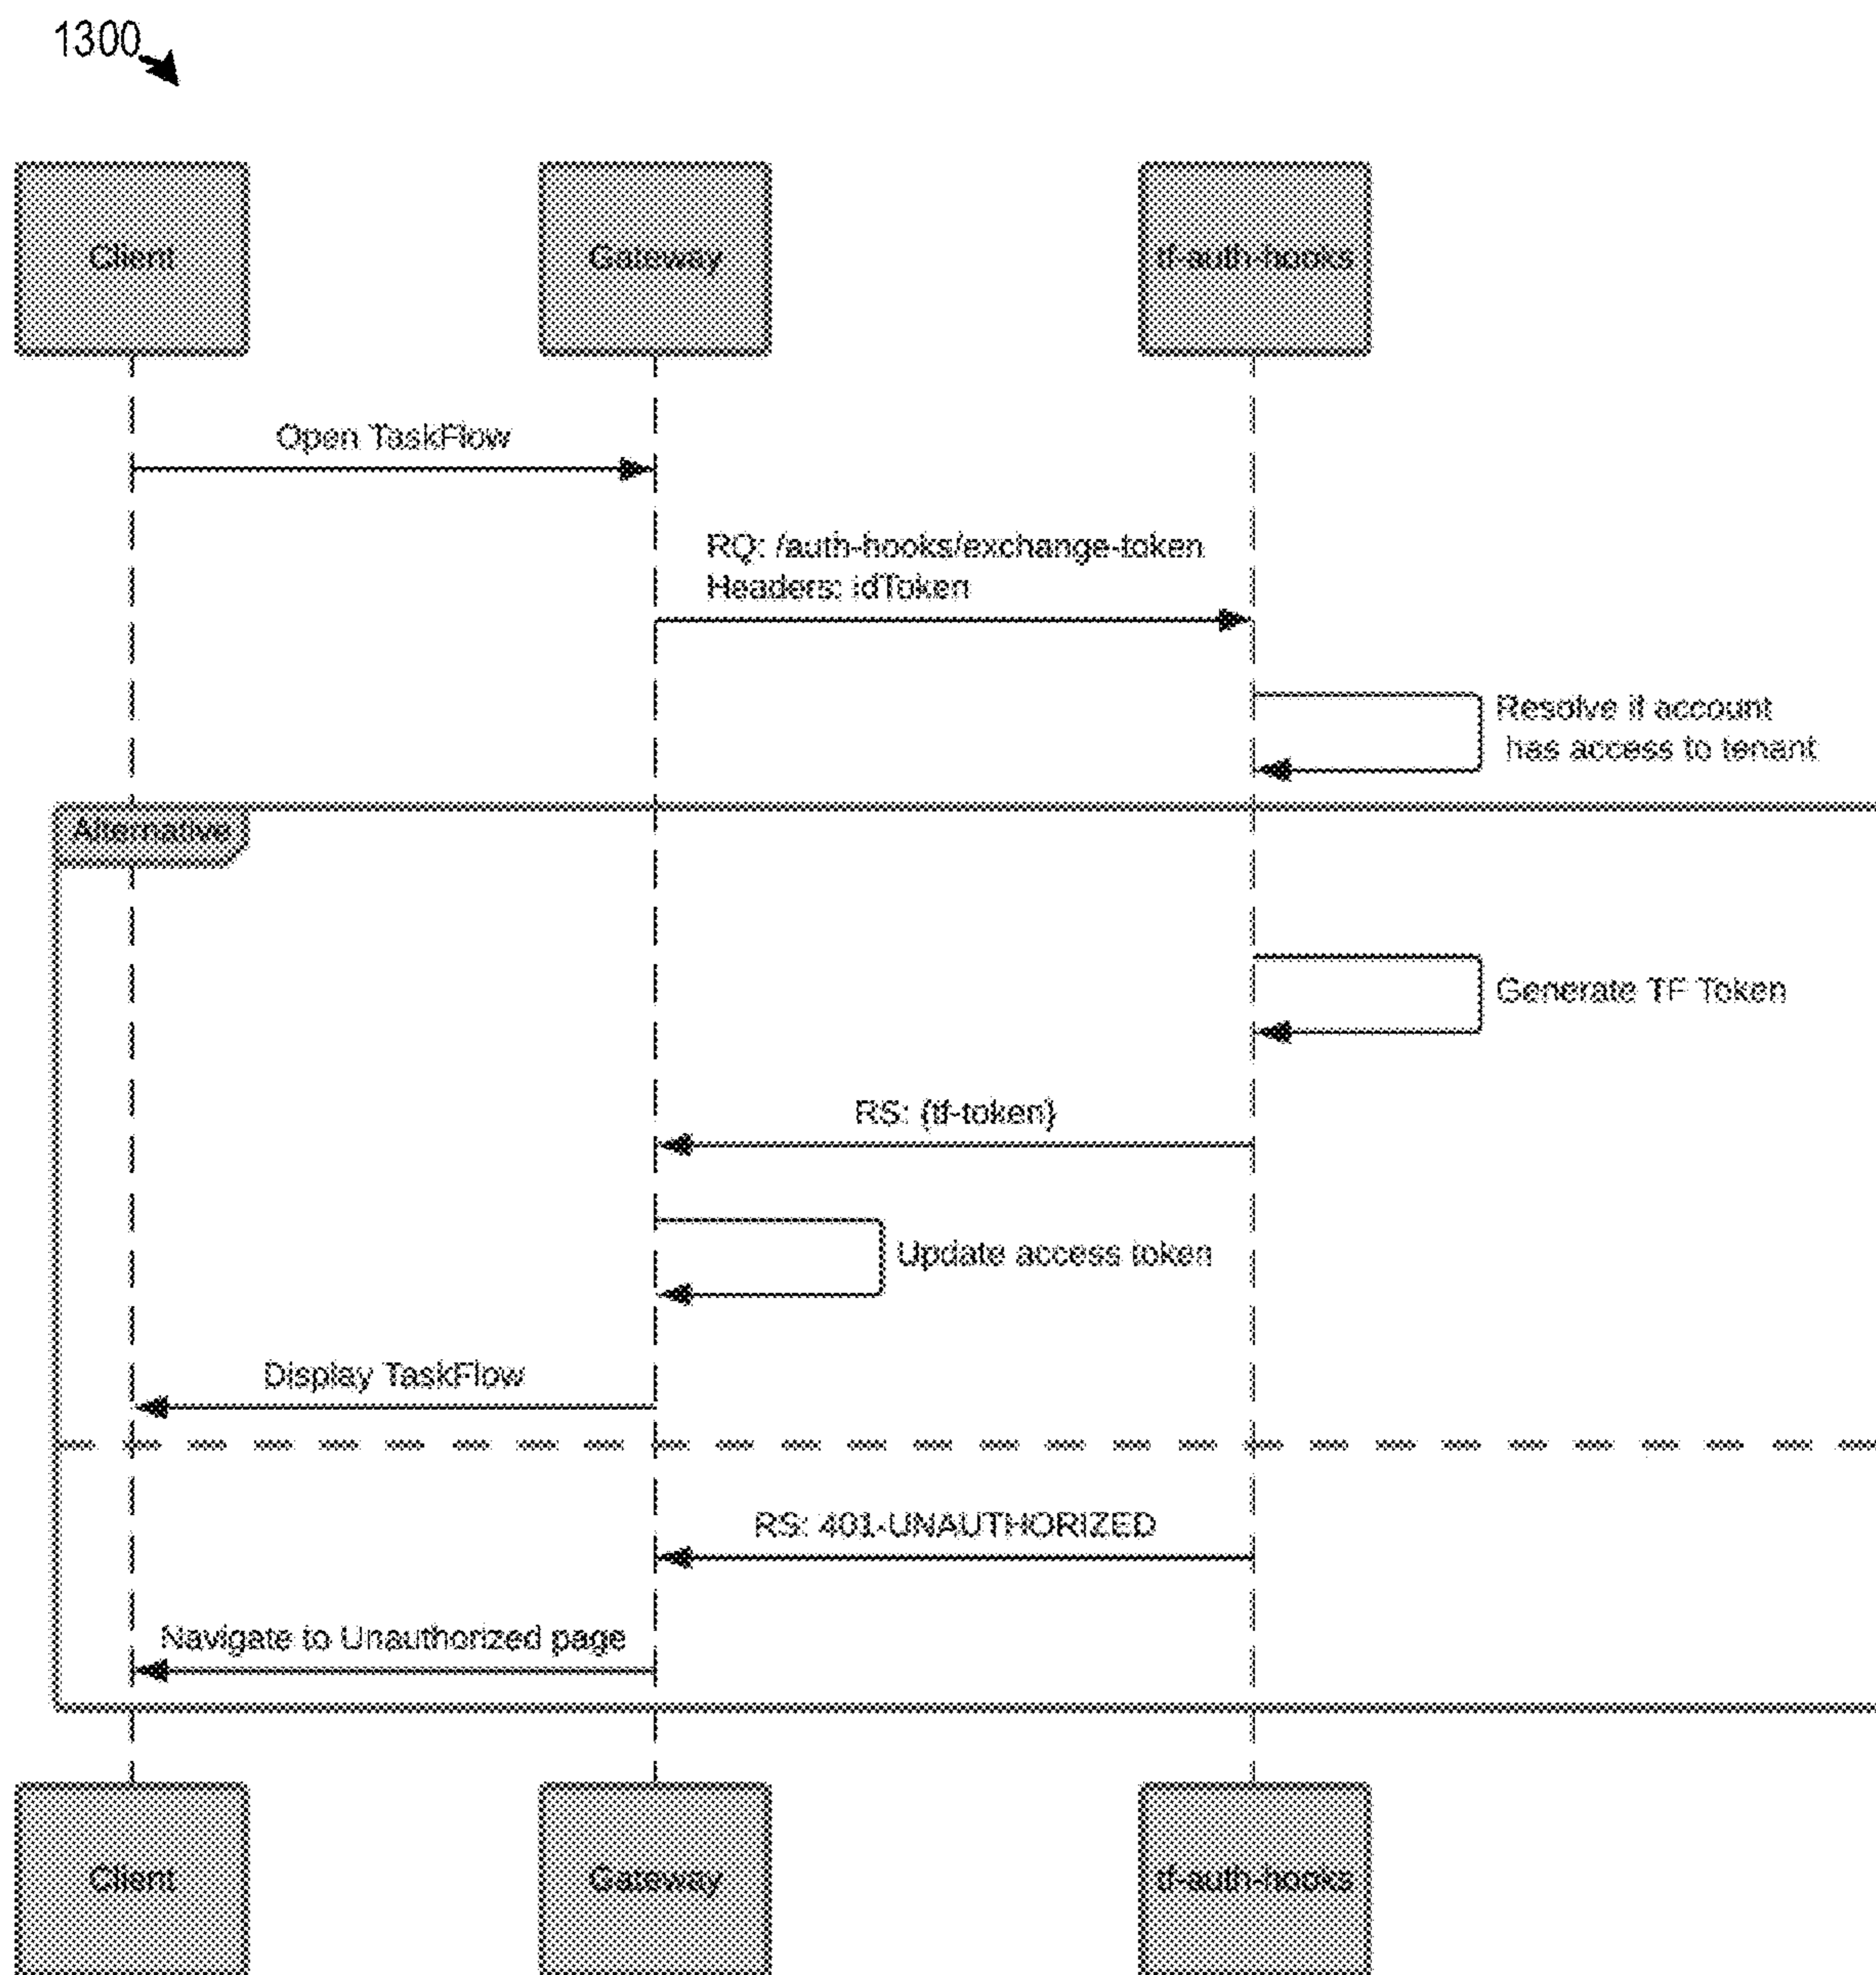 1300
Client
Gateway
tf-auth-hooks
Open TaskFlow
RQ: /auth-hooks/exchange-token
Headers: idToken
Resolve if account
has access to tenant
Alternative
Generate TF Token
RS: {tf-token}
Update access token
Display TaskFlow
RS: 401-UNAUTHORIZED
Navigate to Unauthorized page
Client
Gateway
tf-auth-hooks